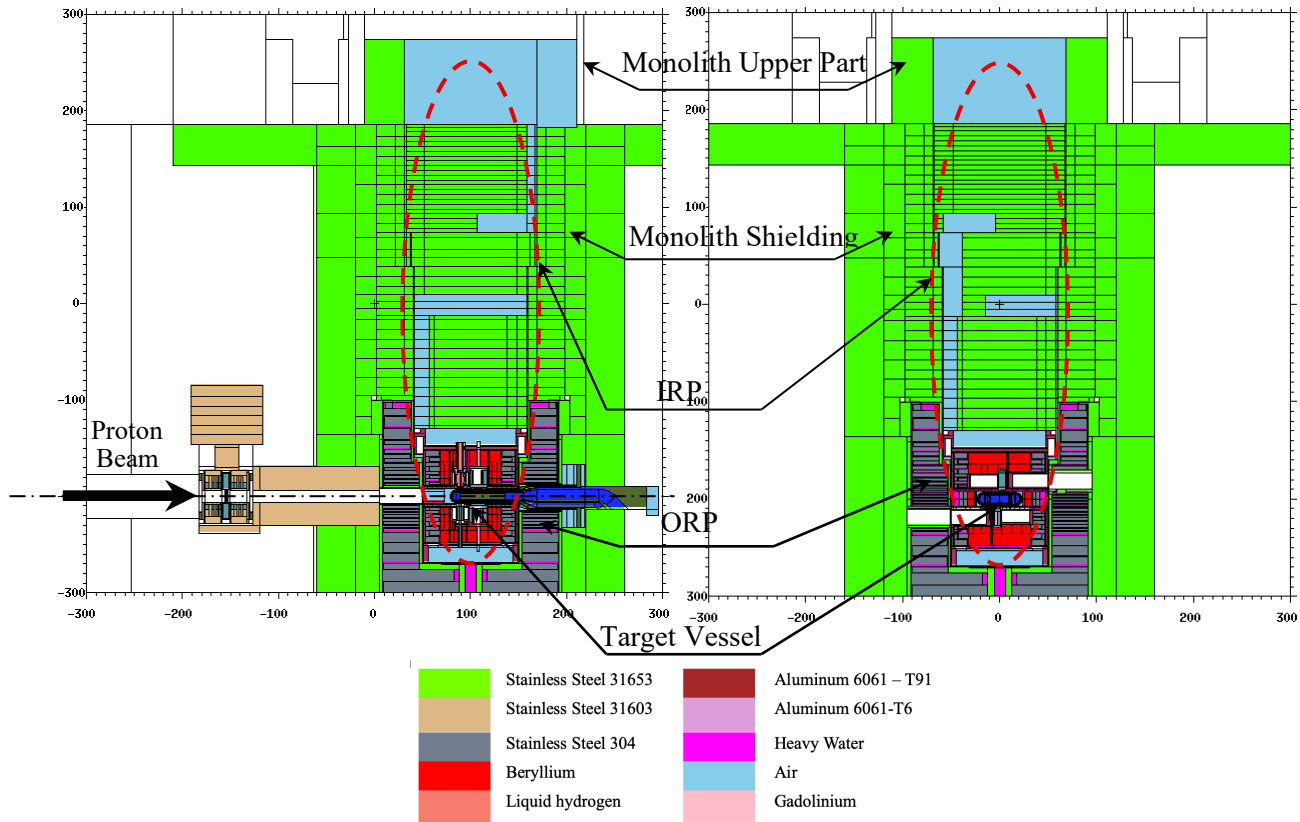 300
200
100
0
-100
200
-300
-300
-200
-100
0
100
200
300
300
200
100
0
100
200
300
-300
-200
-100
0
100
200
300
Monolith Upper Part
Monolith Shielding
IRP
Proton
Beam
ORP
Target Vessel
Stainless Steel 31653
Stainless Steel 31603
Stainless Steel 304
Beryllium
Liquid hydrogen
Aluminum 6061 – T91
Aluminum 6061-T6
Heavy Water
Air
Gadolinium